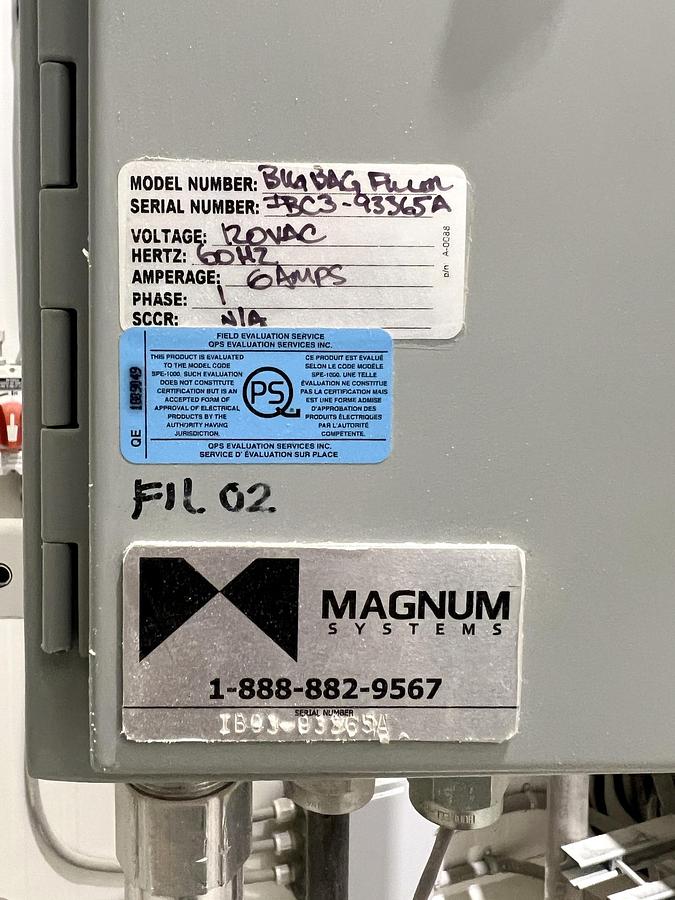 MODEL NUMBER: BIG BAG Filler
SERIAL NUMBER: IBC3-93365A
VOLTAGE: 120VAC
HERTZ: 60HZ
AMPERAGE: 6AMPS
PHASE: 1
SCCR: N/A
p/n A-0088
FIELD EVALUATION SERVICE
QPS EVALUATION SERVICES INC.
THIS PRODUCT IS EVALUATED
TO THE MODEL CODE
SPE-1000. SUCH EVALUATION
DOES NOT CONSTITUTE
CERTIFICATION BUT IS AN
ACCEPTED FORM OF
APPROVAL OF ELECTRICAL
PRODUCTS BY THE
AUTHORITY HAVING
JURISDICTION.
QPS
CE PRODUIT EST ÉVALUÉ
SELON LE CODE MODÈLE
SPE-1000. UNE TELLE
ÉVALUATION NE CONSTITUE
PAS LA CERTIFICATION MAIS
EST UNE FORME ADMISE
D'APPROBATION DES
PRODUITS ÉLECTRIQUES
PAR L'AUTORITÉ
COMPETENTE.
QE
QPS EVALUATION SERVICES INC.
SERVICE D' ÉVALUATION SUR PLACE
FIL 02
MAGNUM
SYSTEMS
1-888-882-9567
SERIAL NUMBER